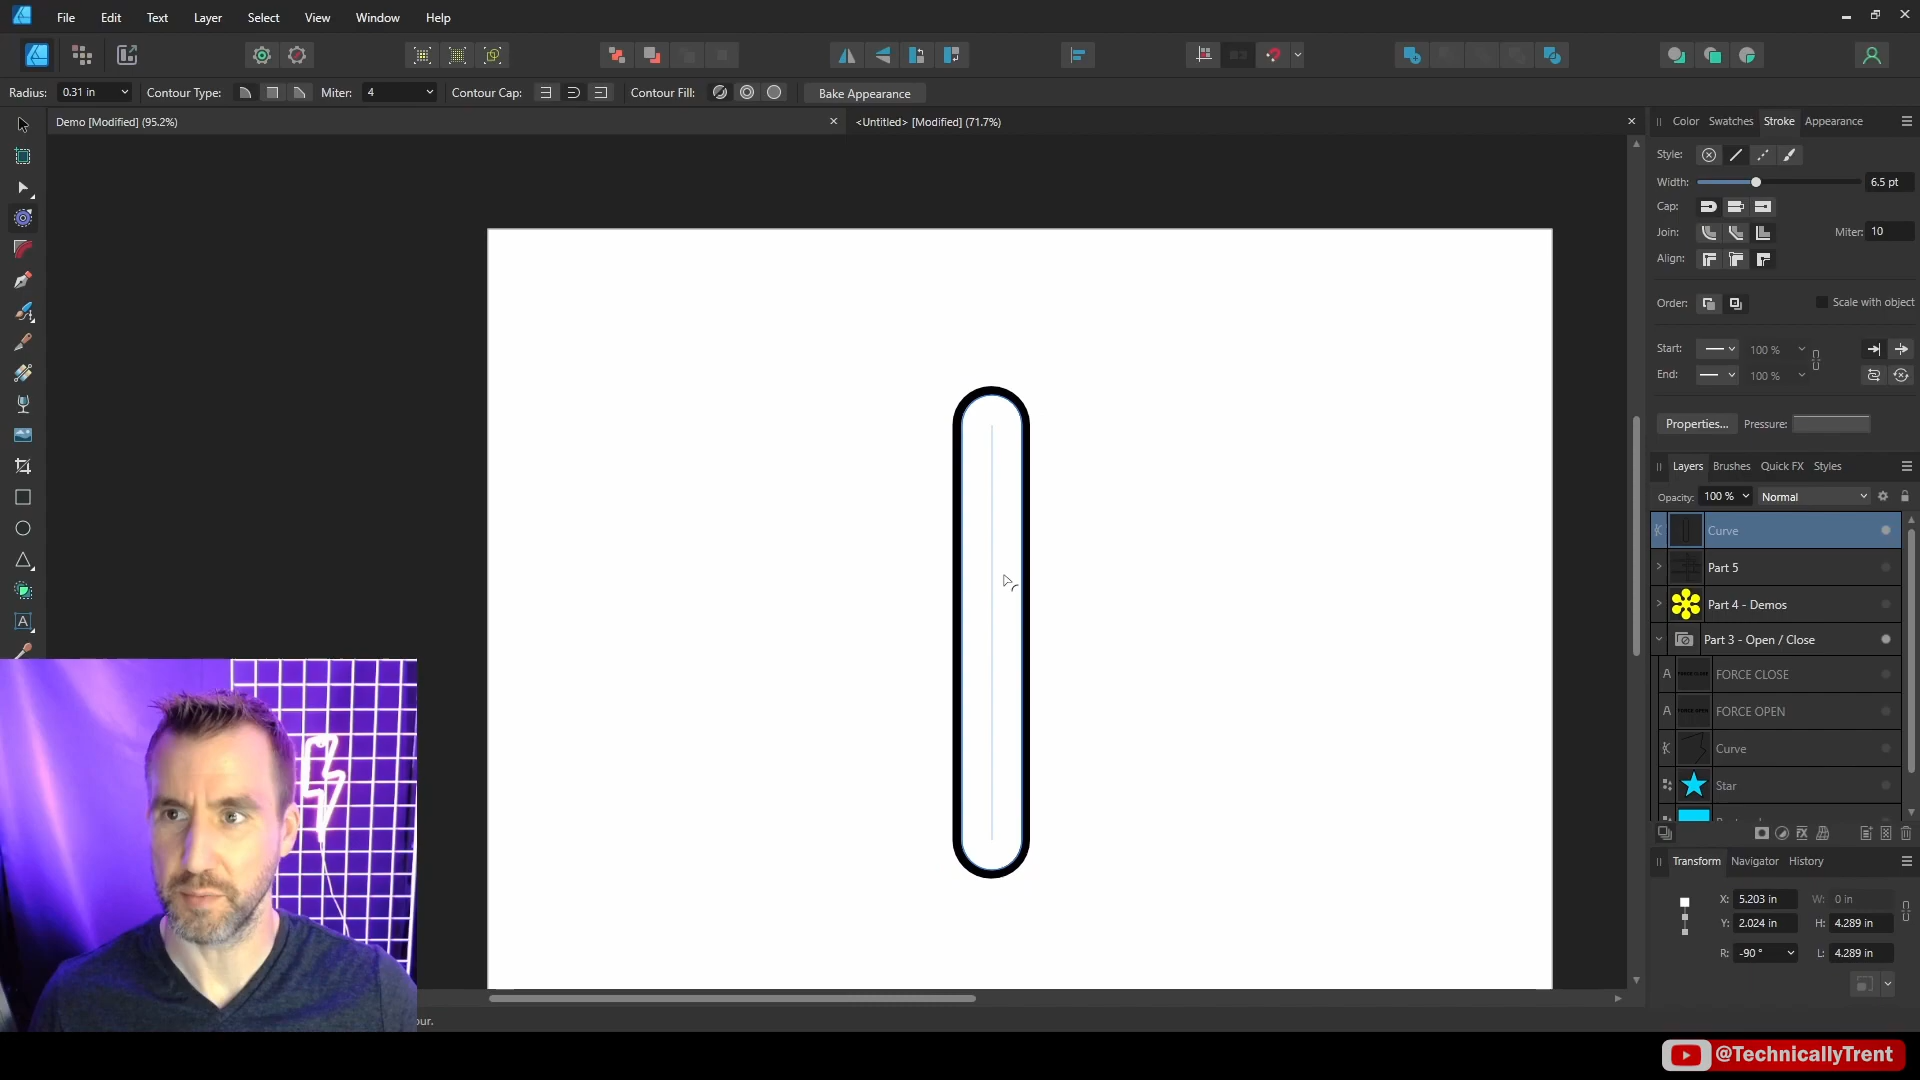 File Edit Text Layer Select View Window Help
Radius: 0.31 in Contour Type: Miter: 4 Contour Cap: Contour Fill: Bake Appearance
Demo [Modified] (95.2%) <Untitled> [Modified] (71.7%)
Color Swatches Stroke Appearance
Style:
Width: 6.5 pt
Cap:
Join: Miter: 10
Align:
Order: Scale with object
Start: 100 %
End: 100 %
Properties... Pressure:
Layers Brushes Quick FX Styles
Opacity: 100 % Normal
Curve
Part 5
Part 4 - Demos
Part 3 - Open / Close
A FORCE CLOSE
A FORCE OPEN
Curve
Star
Transform Navigator History
X: 5.203 in W: 0 in
Y: 2.024 in H: 4.289 in
R: -90 ° L: 4.289 in
our.
@TechnicallyTrent